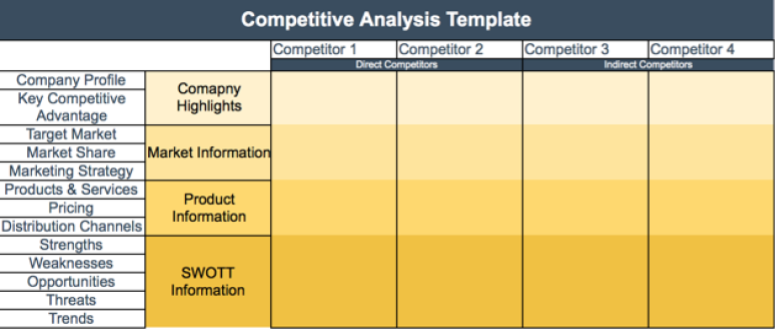 Competitive Analysis Template
Competitor 1
Competitor 2
Competitor 3
Competitor 4
Direct Competitors
Indirect Competitors
Company Profile
Key Competitive
Advantage
Comapny
Highlights
Target Market
Market Share
Marketing Strategy
Market Information
Products & Services
Pricing
Distribution Channels
Product
Information
Strengths
Weaknesses
Opportunities
Threats
Trends
SWOTT
Information